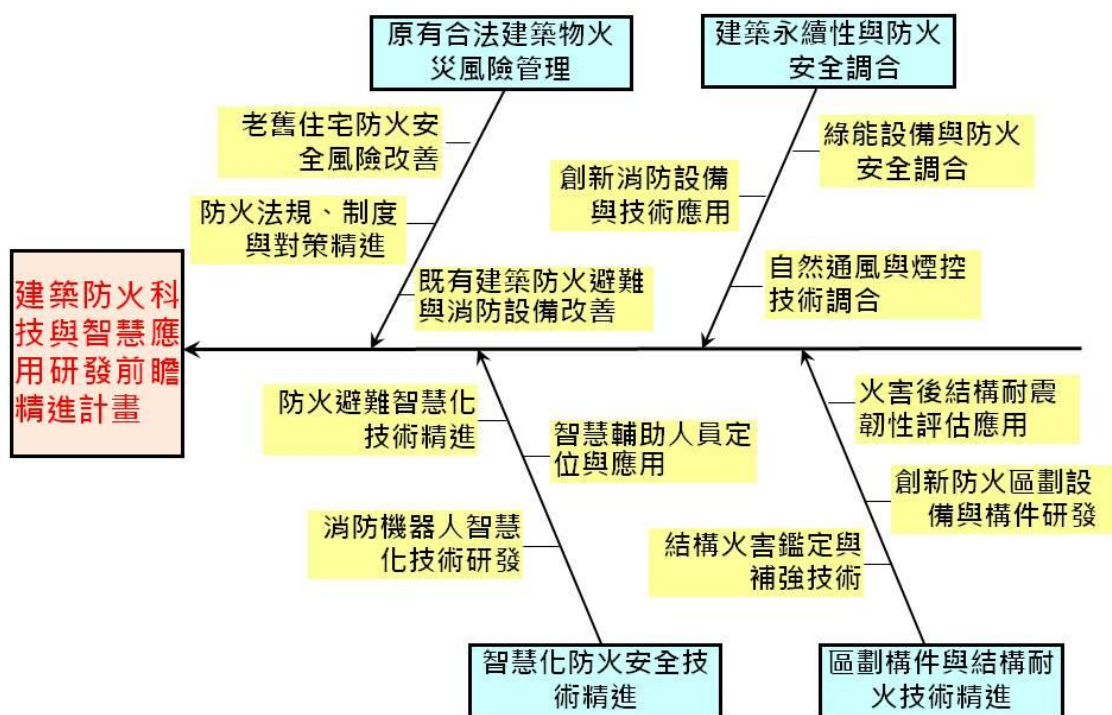 原有合法建築物火
災風險管理
建築永續性與防火
安全調合
老舊住宅防火安
全風險改善
綠能設備與防火
安全調合
創新消防設備
與技術應用
防火法規、制度
與對策精進
自然通風與煙控
技術調合
既有建築防火避難
與消防設備改善
建築防火科
技與智慧應
用研發前瞻
精進計畫
防火避難智慧化
技術精進
火害後結構耐震
韌性評估應用
智慧輔助人員定
位與應用
創新防火區劃設
備與構件研發
消防機器人智慧
化技術研發
結構火害鑑定與
補強技術
智慧化防火安全技
術精進
區劃構件與結構耐
火技術精進